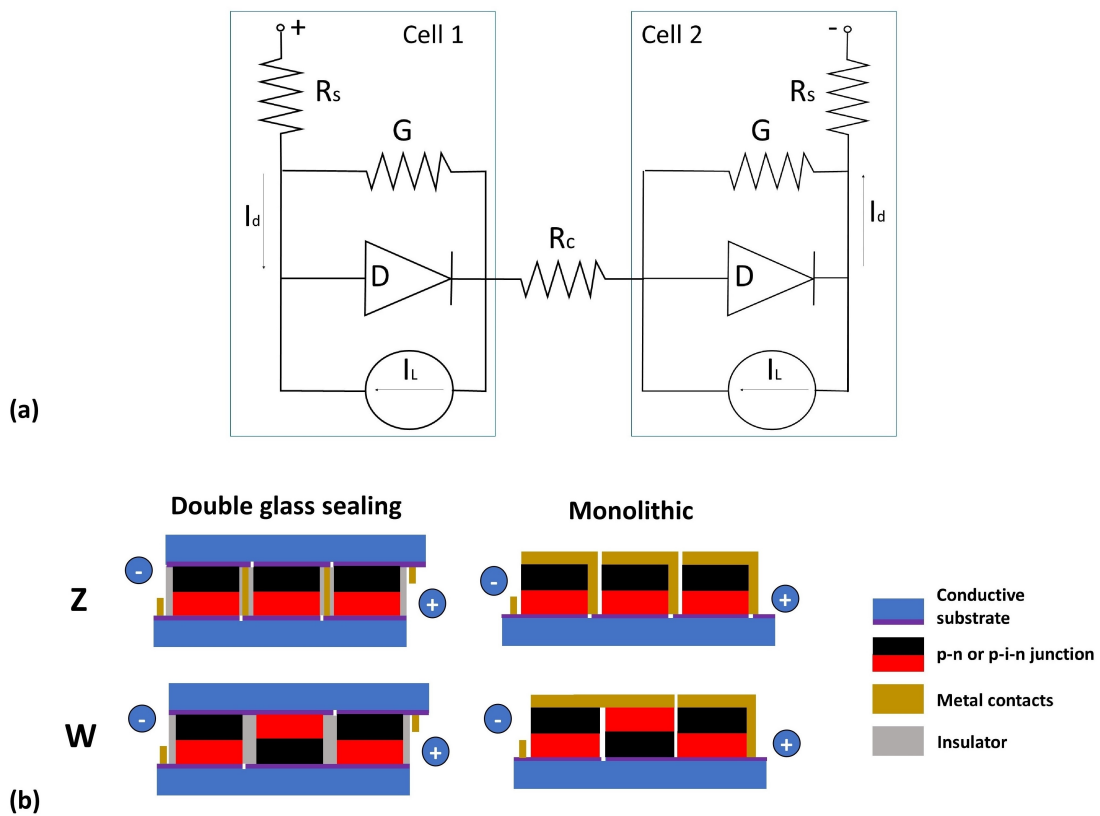 +
Cell 1
Cell 2
-
Rs
Rs
G
G
Id
Id
Rc
D
D
IL
IL
(a)
Double glass sealing
Monolithic
Z
-
+
-
+
Conductive
substrate
p-n or p-i-n junction
Metal contacts
Insulator
W
-
+
-
+
(b)